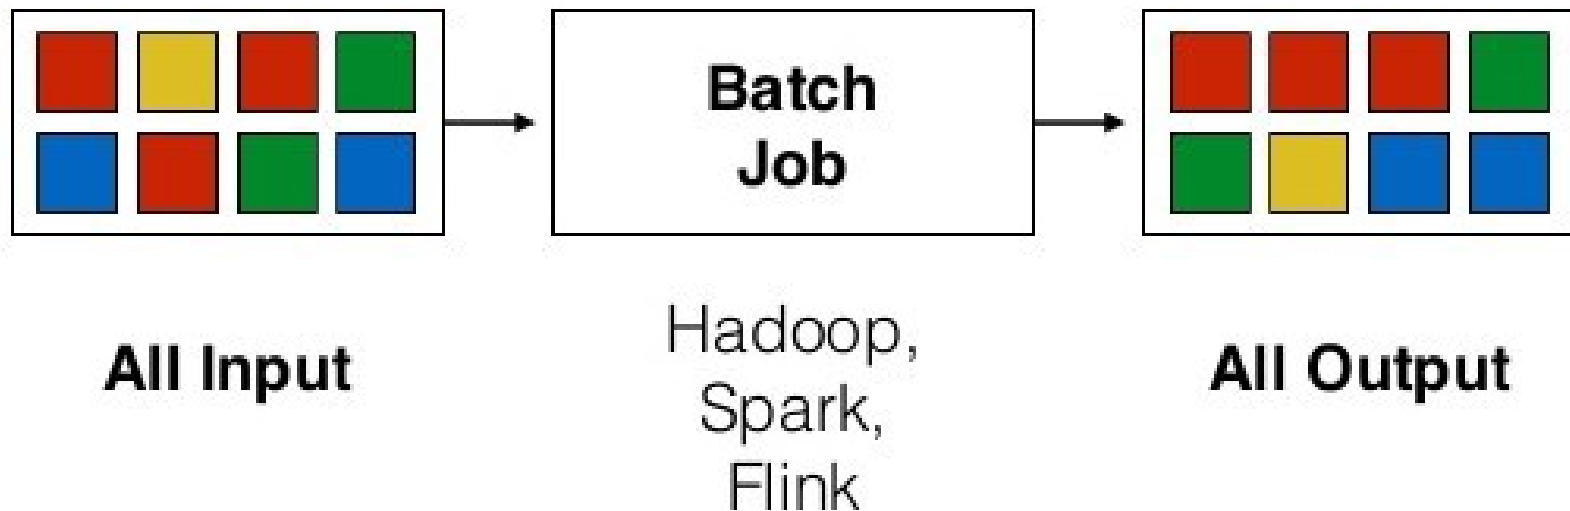 Batch
Job
All Input
Hadoop,
Spark,
Flink
All Output